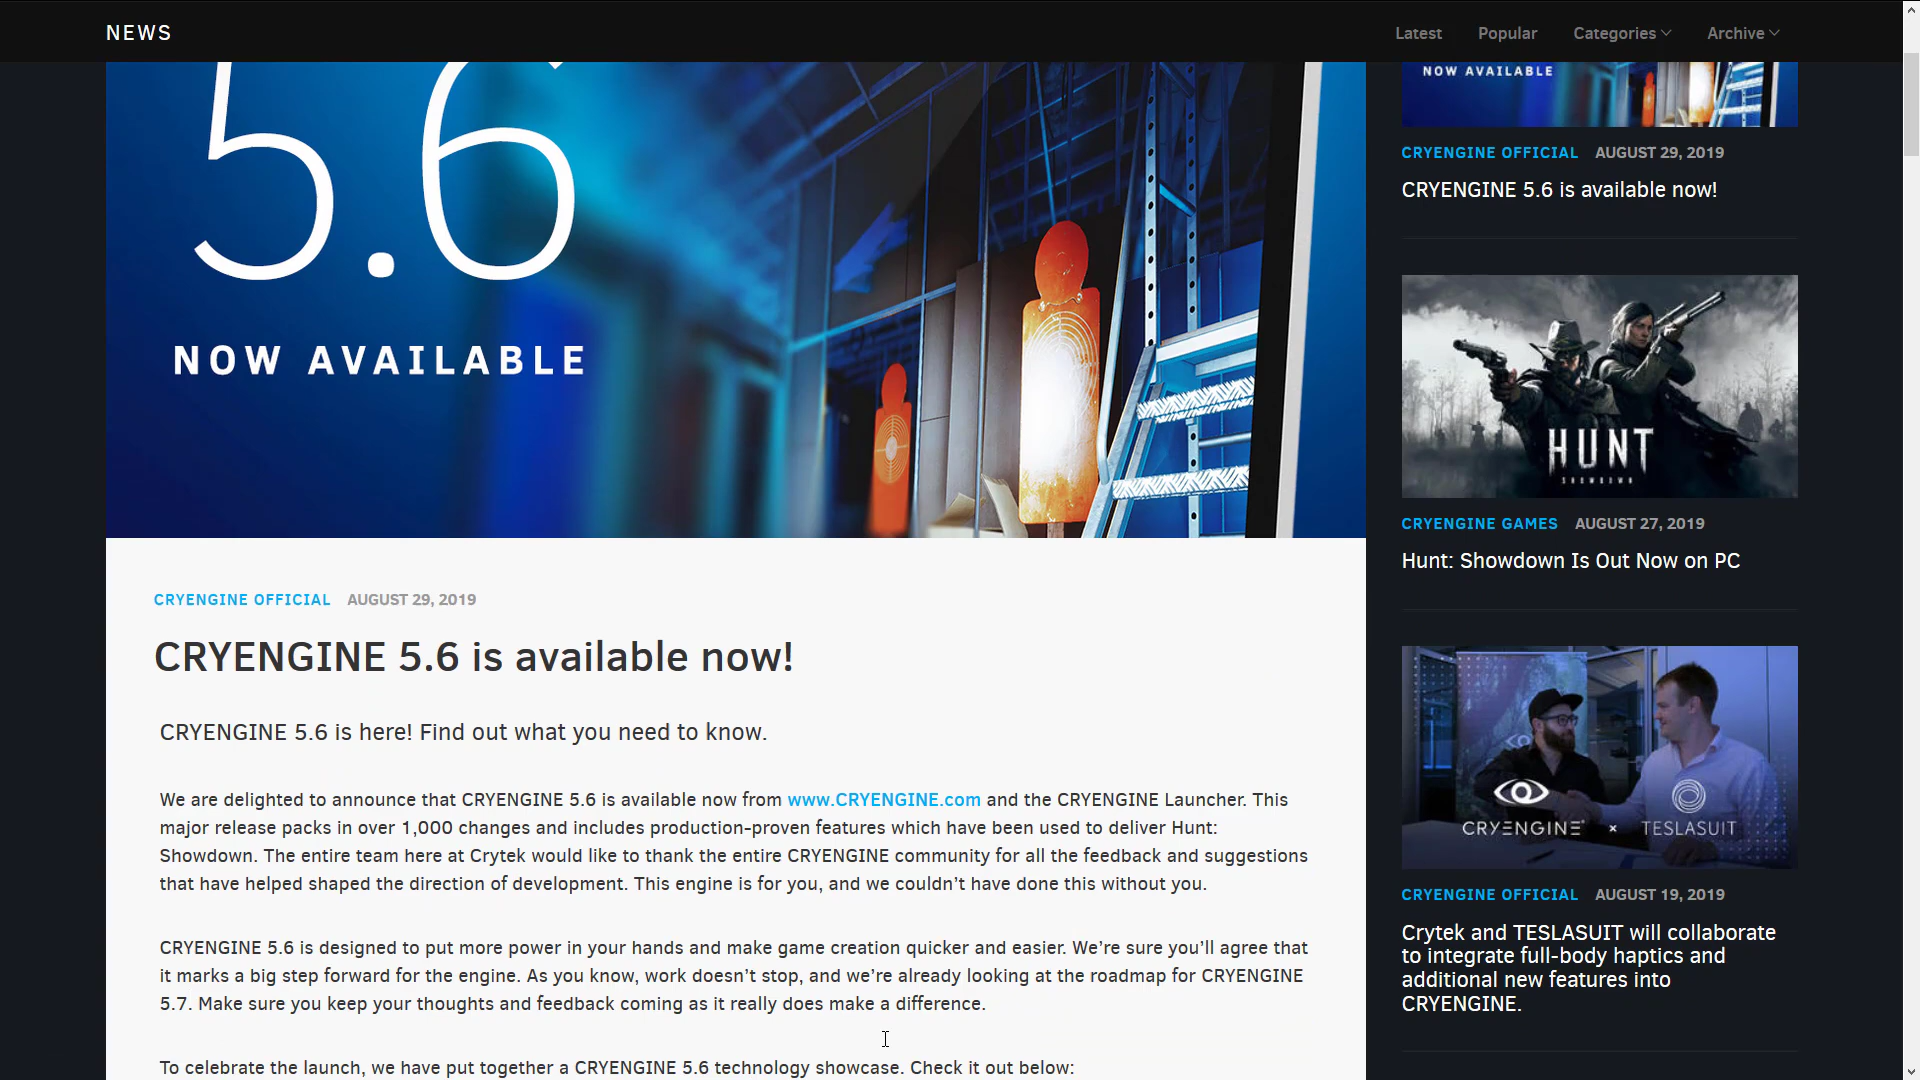 NEWS
Latest
Popular
Categories
Archive
5.6
NOW AVAILABLE
CRYENGINE OFFICIAL AUGUST 29, 2019
CRYENGINE 5.6 is available now!
CRYENGINE 5.6 is here! Find out what you need to know.
We are delighted to announce that CRYENGINE 5.6 is available now from www.CRYENGINE.com and the CRYENGINE Launcher. This
major release packs in over 1,000 changes and includes production-proven features which have been used to deliver Hunt:
Showdown. The entire team here at Crytek would like to thank the entire CRYENGINE community for all the feedback and suggestions
that have helped shaped the direction of development. This engine is for you, and we couldn’t have done this without you.
CRYENGINE 5.6 is designed to put more power in your hands and make game creation quicker and easier. We’re sure you’ll agree that
it marks a big step forward for the engine. As you know, work doesn’t stop, and we’re already looking at the roadmap for CRYENGINE
5.7. Make sure you keep your thoughts and feedback coming as it really does make a difference.
To celebrate the launch, we have put together a CRYENGINE 5.6 technology showcase. Check it out below:
NOW AVAILABLE
CRYENGINE OFFICIAL AUGUST 29, 2019
CRYENGINE 5.6 is available now!
HUNT
SHOWDOWN
CRYENGINE GAMES AUGUST 27, 2019
Hunt: Showdown Is Out Now on PC
CRYENGINE® × TESLASUIT
CRYENGINE OFFICIAL AUGUST 19, 2019
Crytek and TESLASUIT will collaborate
to integrate full-body haptics and
additional new features into
CRYENGINE.